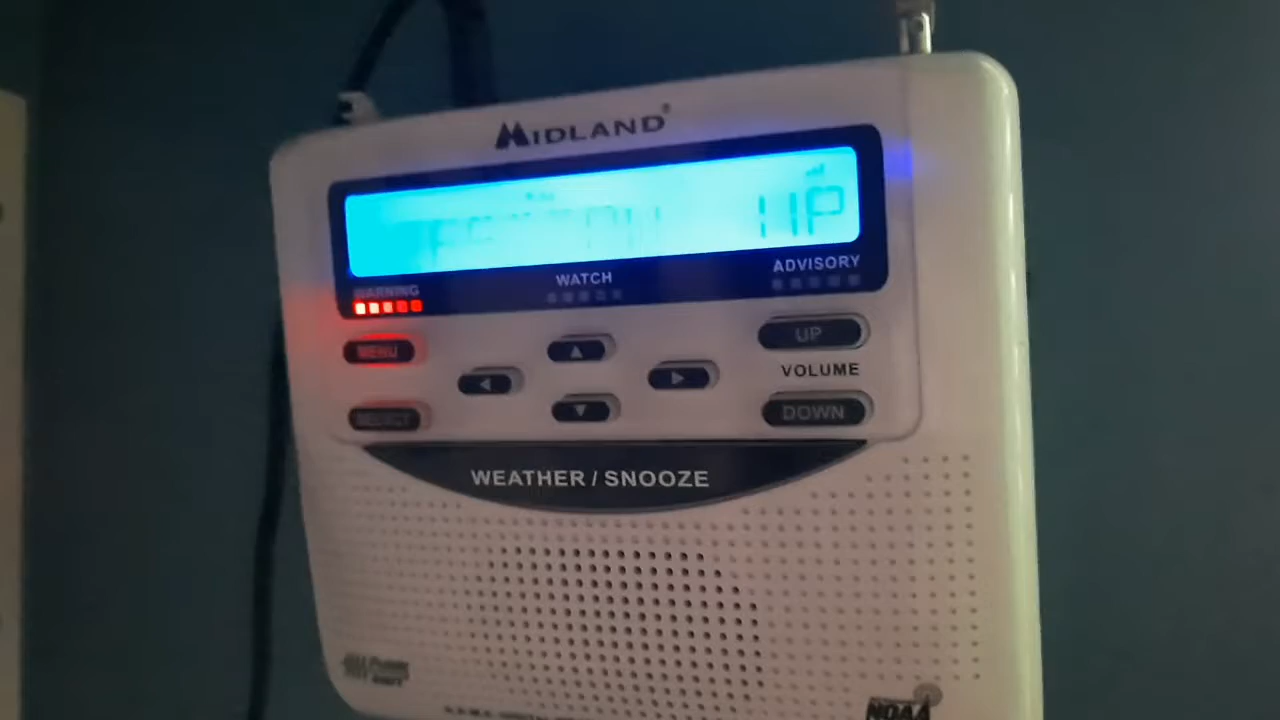 MIDLAND
WARNING
WATCH
ADVISORY
MENU
UP
VOLUME
SELECT
DOWN
WEATHER / SNOOZE
NOAA